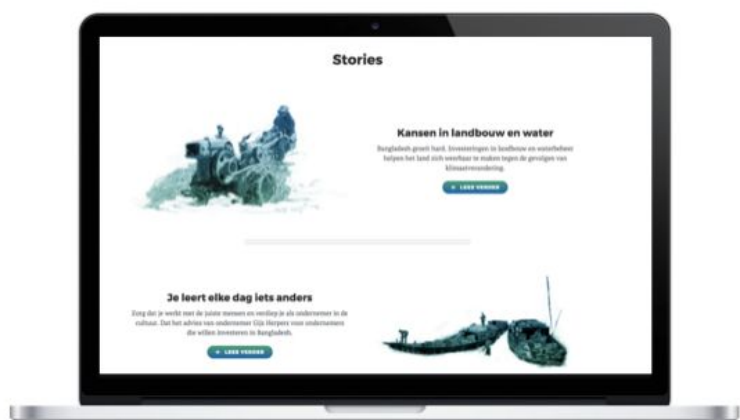 Stories
Kansen in landbouw en water
Bangladesh groeit hard. Investeringen in landbouw en waterbeheer
helpen het land zich weerbaar te maken tegen de gevolgen van
klimaatverandering.
LEES VERDER
Je leert elke dag iets anders
Zorg dat je werkt met de juiste mensen en verdiep je als ondernemer in de
cultuur. Dat het advies van ondernemer Gijs Herpers voor ondernemers
die willen investeren in Bangladesh.
LEES VERDER